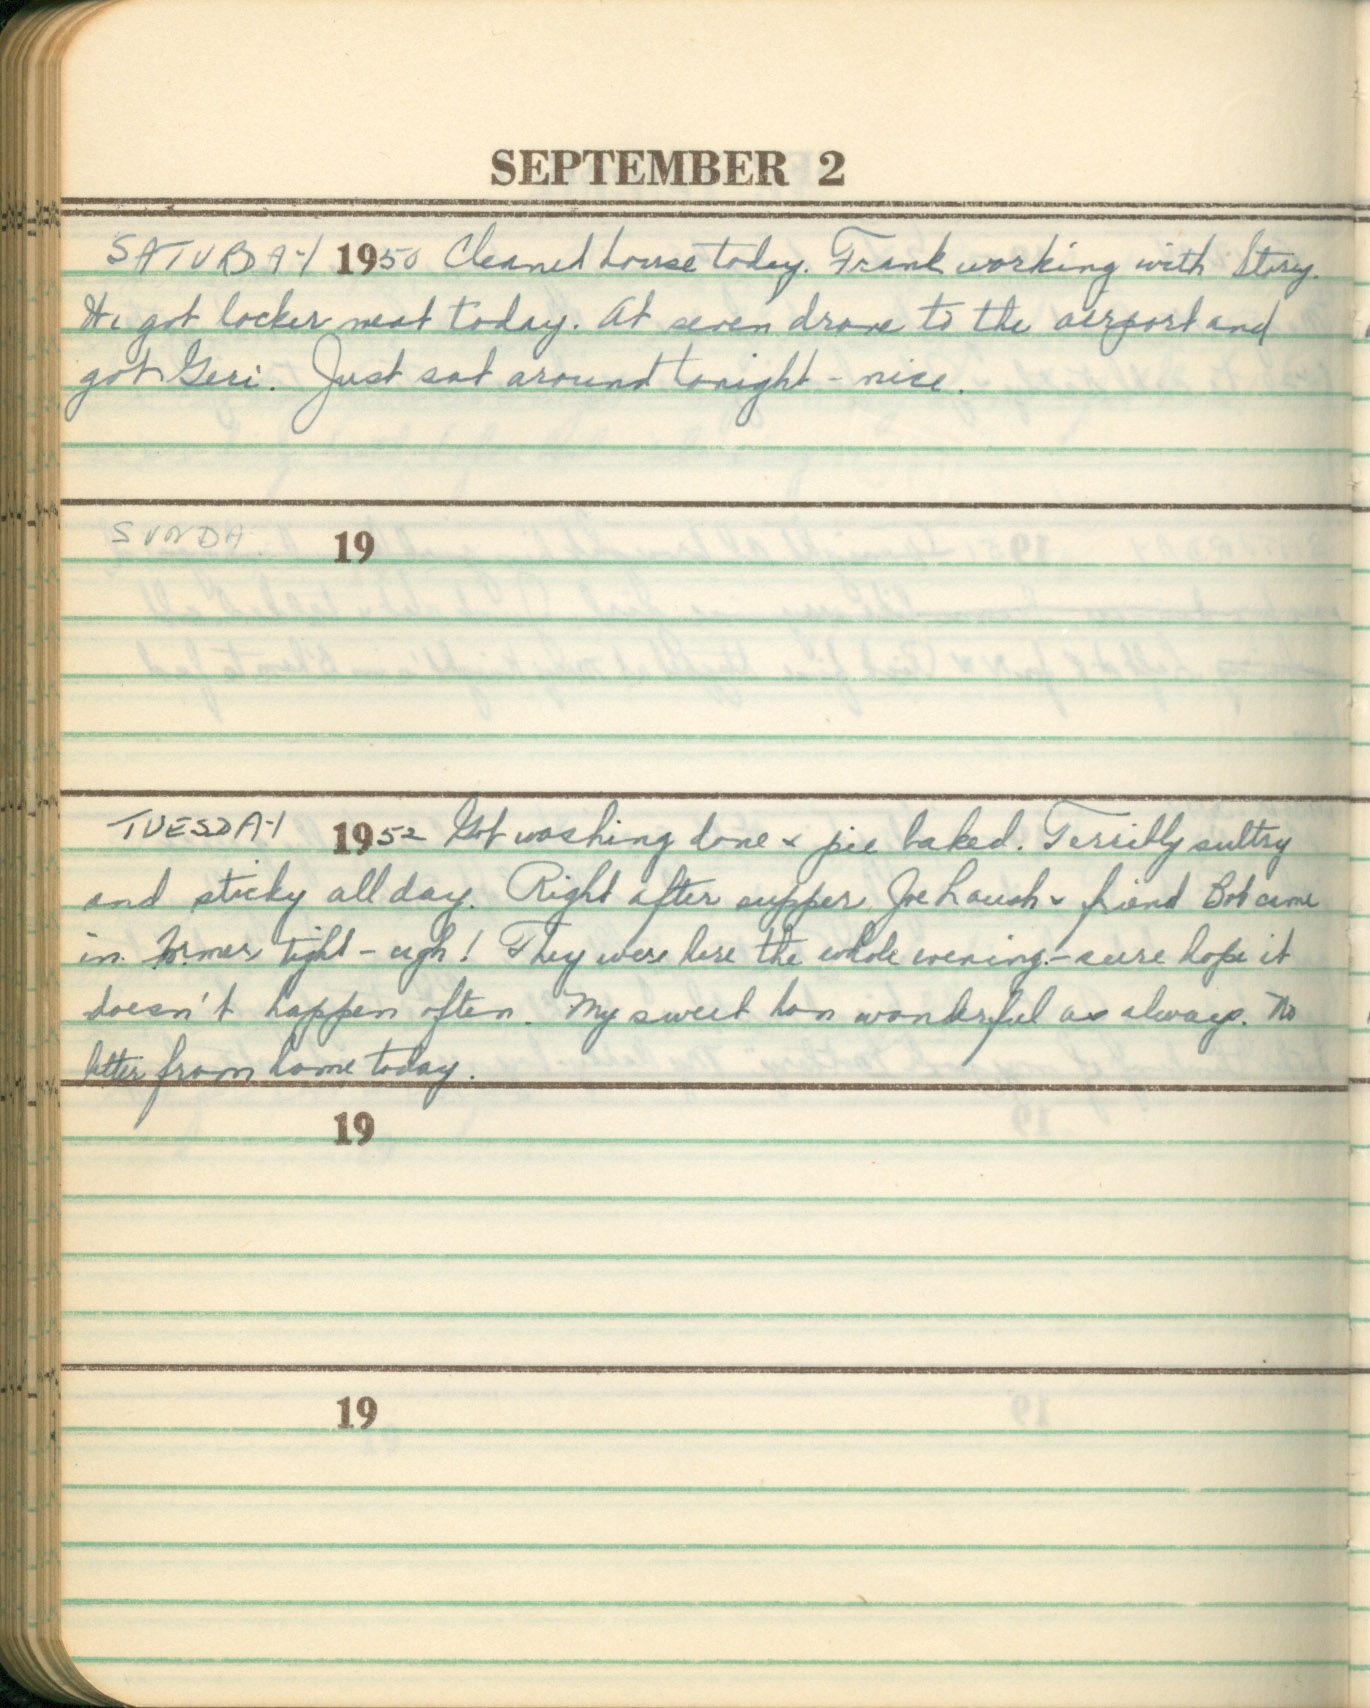 SEPTEMBER 2
SATURDAY 1950 Cleaned house today. Frank working with Story.
He got locker neat today. At seven drove to the airport and
got Geri. Just sat around tonight - nice.
SUNDA 19
TUESDAY 1952 Got washing done & pie baked. Terribly sultry
and sticky all day. Right after supper Joe & friend Bob came
in. Former tight - ugh! They were here the whole evening - sure hope it
doesn't happen often. My sweet hon wonderful as always. No
letter from home today.
19
19